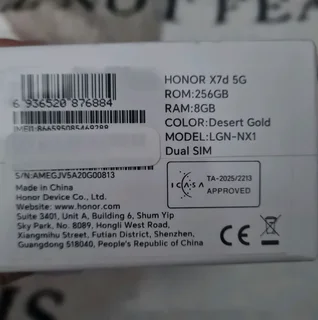 NOT FEA
HONOR X7d 5G
ROM:256GB
RAM:8GB
COLOR:Desert Gold
MODEL:LGN-NX1
Dual SIM
6 936520 876884
S/N:AMEGJV5A20G00813
Made in China
Honor Device Co., Ltd.
Website: www.honor.com
Suite 3401, Unit A, Building 6, Shum Yip
Sky Park, No. 8089, Hongli West Road,
Xiangmihu Street, Futian District, Shenzhen,
Guangdong 518040, People's Republic of China
ICASA
TA-2025/2213
APPROVED
CE